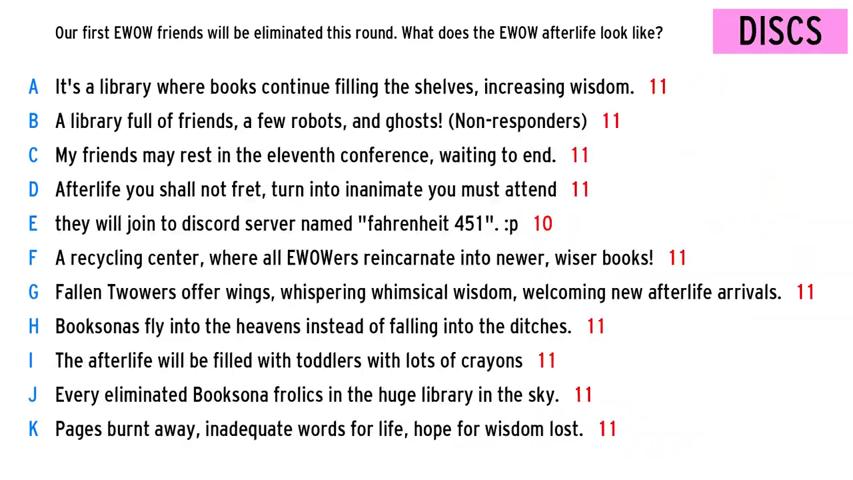 Our first EWOW friends will be eliminated this round. What does the EWOW afterlife look like?
DISCS
A It's a library where books continue filling the shelves, increasing wisdom. 11
B A library full of friends, a few robots, and ghosts! (Non-responders) 11
C My friends may rest in the eleventh conference, waiting to end. 11
D Afterlife you shall not fret, turn into inanimate you must attend 11
E they will join to discord server named "fahrenheit 451". :p 10
F A recycling center, where all EWOWers reincarnate into newer, wiser books! 11
G Fallen Twowers offer wings, whispering whimsical wisdom, welcoming new afterlife arrivals. 11
H Booksonas fly into the heavens instead of falling into the ditches. 11
I The afterlife will be filled with toddlers with lots of crayons 11
J Every eliminated Booksona frolics in the huge library in the sky. 11
K Pages burnt away, inadequate words for life, hope for wisdom lost. 11